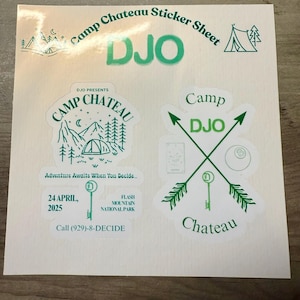 Camp Chateau Sticker Sheet
DJO
DJO PRESENTS
CAMP CHATEAU
Adventure Awaits When You Decide
24 APRIL,
2025
FLASH
MOUNTAIN
NATIONAL PARK
Call (929)-8-DECIDE
Camp
DJO
Chateau